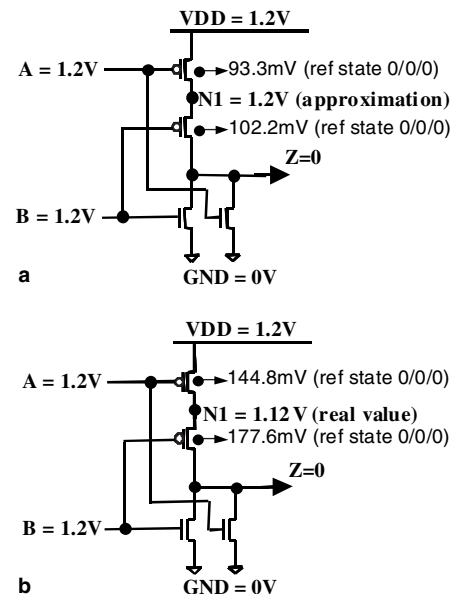 VDD = 1.2V
A = 1.2V
93.3mV (ref state 0/0/0)
N1 = 1.2V (approximation)
102.2mV (ref state 0/0/0)
Z=0
B = 1.2V
a
GND = 0V
VDD = 1.2V
A = 1.2V
144.8mV (ref state 0/0/0)
N1 = 1.12 V (real value)
177.6mV (ref state 0/0/0)
Z=0
B = 1.2V
b
GND = 0V